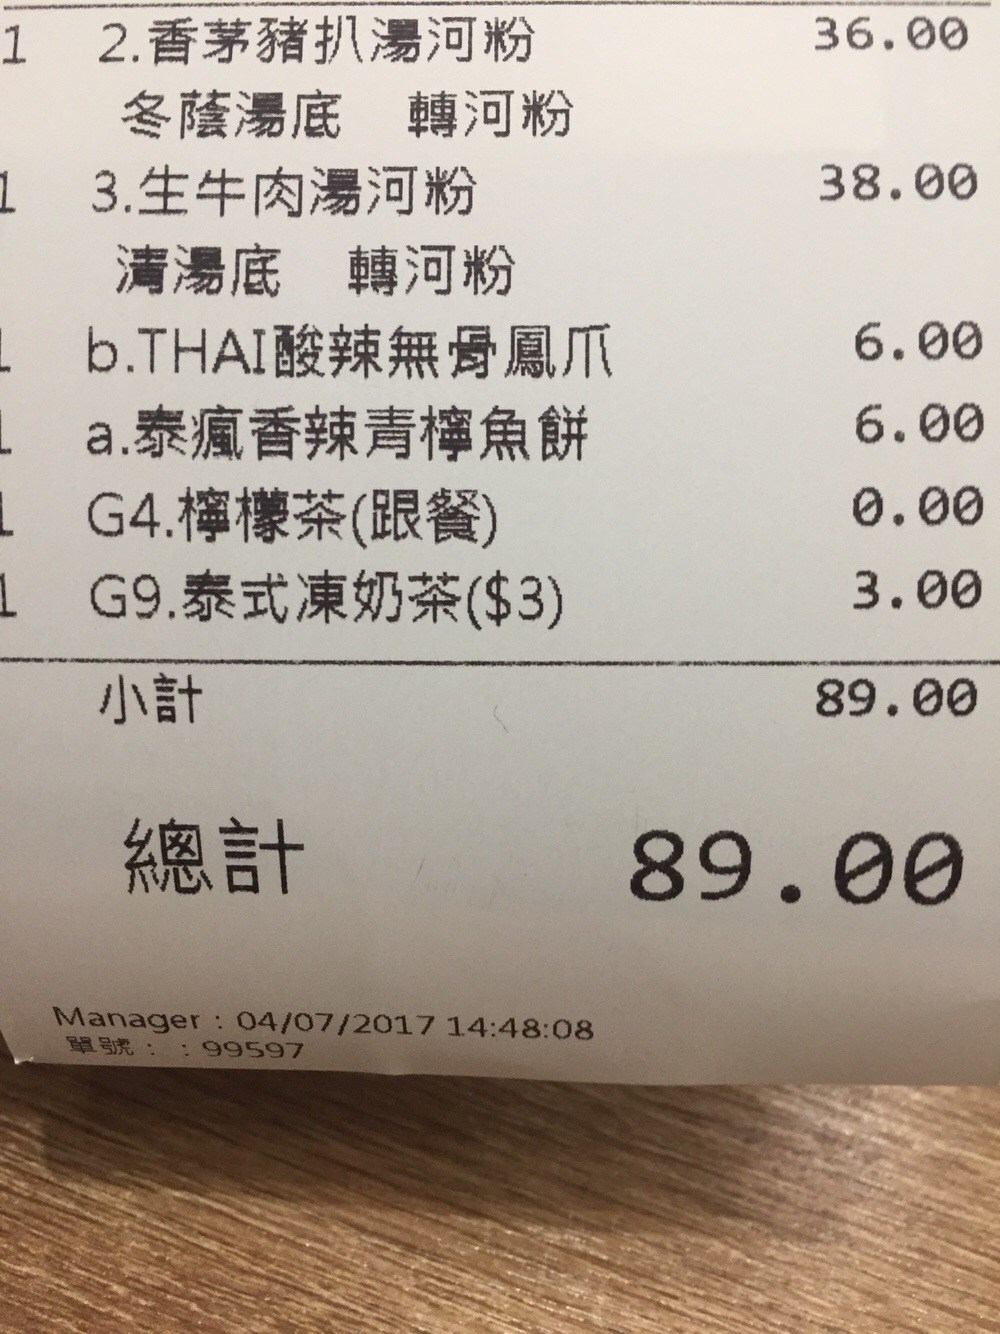 1 2.香茅豬扒湯河粉 36.00
冬蔭湯底 轉河粉
1 3.生牛肉湯河粉 38.00
清湯底 轉河粉
1 b.THAI酸辣無骨鳳爪 6.00
1 a.泰瘋香辣青檸魚餅 6.00
1 G4.檸檬茶(跟餐) 0.00
1 G9.泰式凍奶茶($3) 3.00
小計 89.00
總計 89.00
Manager : 04/07/2017 14:48:08
單號 : : 99597